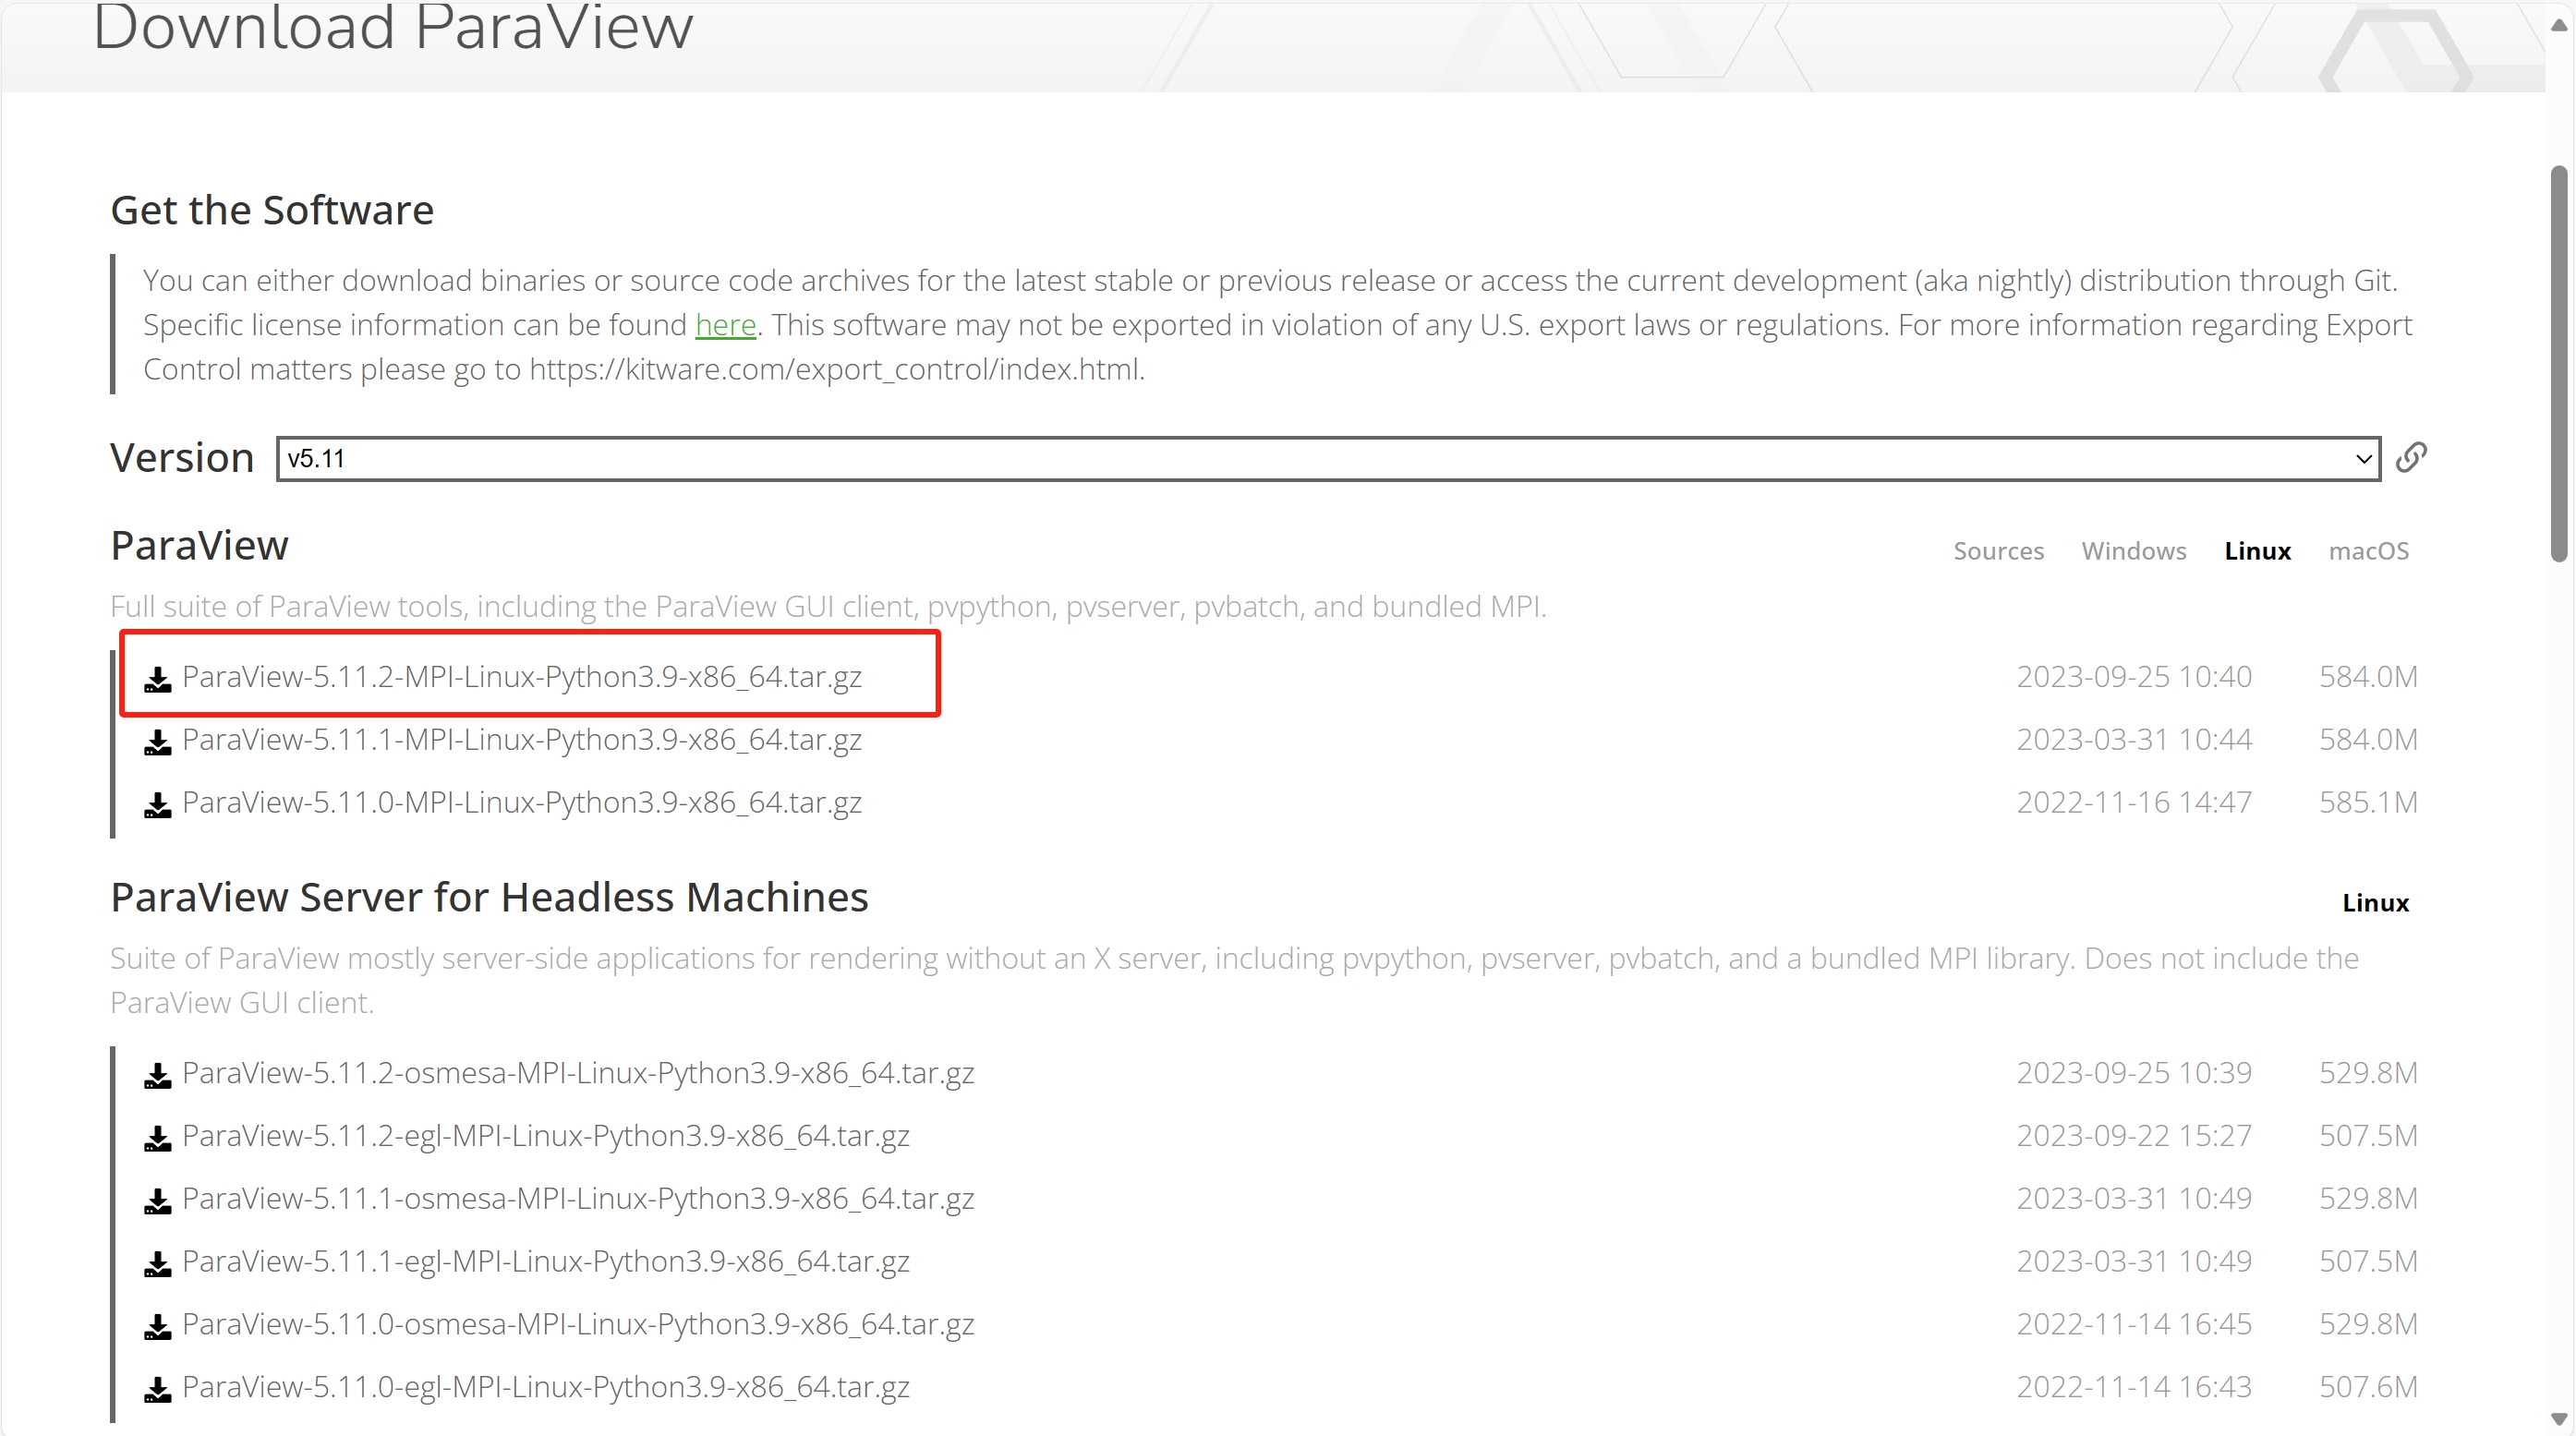 Download ParaView
Get the Software
You can either download binaries or source code archives for the latest stable or previous release or access the current development (aka nightly) distribution through Git.
Specific license information can be found here. This software may not be exported in violation of any U.S. export laws or regulations. For more information regarding Export
Control matters please go to https://kitware.com/export_control/index.html.
Version v5.11
ParaView Sources Windows Linux macOS
Full suite of ParaView tools, including the ParaView GUI client, pvpython, pvserver, pvbatch, and bundled MPI.
ParaView-5.11.2-MPI-Linux-Python3.9-x86_64.tar.gz 2023-09-25 10:40 584.0M
ParaView-5.11.1-MPI-Linux-Python3.9-x86_64.tar.gz 2023-03-31 10:44 584.0M
ParaView-5.11.0-MPI-Linux-Python3.9-x86_64.tar.gz 2022-11-16 14:47 585.1M
ParaView Server for Headless Machines Linux
Suite of ParaView mostly server-side applications for rendering without an X server, including pvpython, pvserver, pvbatch, and a bundled MPI library. Does not include the
ParaView GUI client.
ParaView-5.11.2-osmesa-MPI-Linux-Python3.9-x86_64.tar.gz 2023-09-25 10:39 529.8M
ParaView-5.11.2-egl-MPI-Linux-Python3.9-x86_64.tar.gz 2023-09-22 15:27 507.5M
ParaView-5.11.1-osmesa-MPI-Linux-Python3.9-x86_64.tar.gz 2023-03-31 10:49 529.8M
ParaView-5.11.1-egl-MPI-Linux-Python3.9-x86_64.tar.gz 2023-03-31 10:49 507.5M
ParaView-5.11.0-osmesa-MPI-Linux-Python3.9-x86_64.tar.gz 2022-11-14 16:45 529.8M
ParaView-5.11.0-egl-MPI-Linux-Python3.9-x86_64.tar.gz 2022-11-14 16:43 507.6M